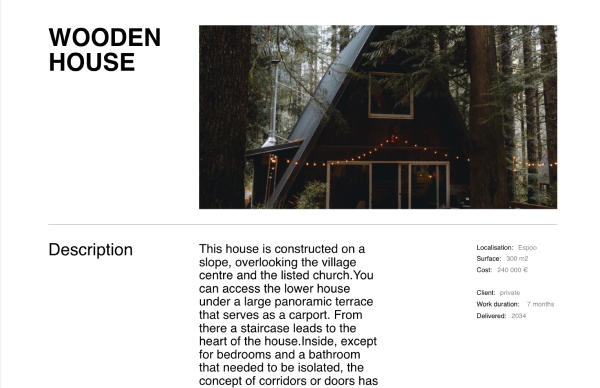 WOODEN
HOUSE
Description
This house is constructed on a
slope, overlooking the village
centre and the listed church.You
can access the lower house
under a large panoramic terrace
that serves as a carport. From
there a staircase leads to the
heart of the house.Inside, except
for bedrooms and a bathroom
that needed to be isolated, the
concept of corridors or doors has
Localisation: Espoo
Surface: 300 m2
Cost: 240 000 €
Client: private
Work duration: 7 months
Delivered: 2034